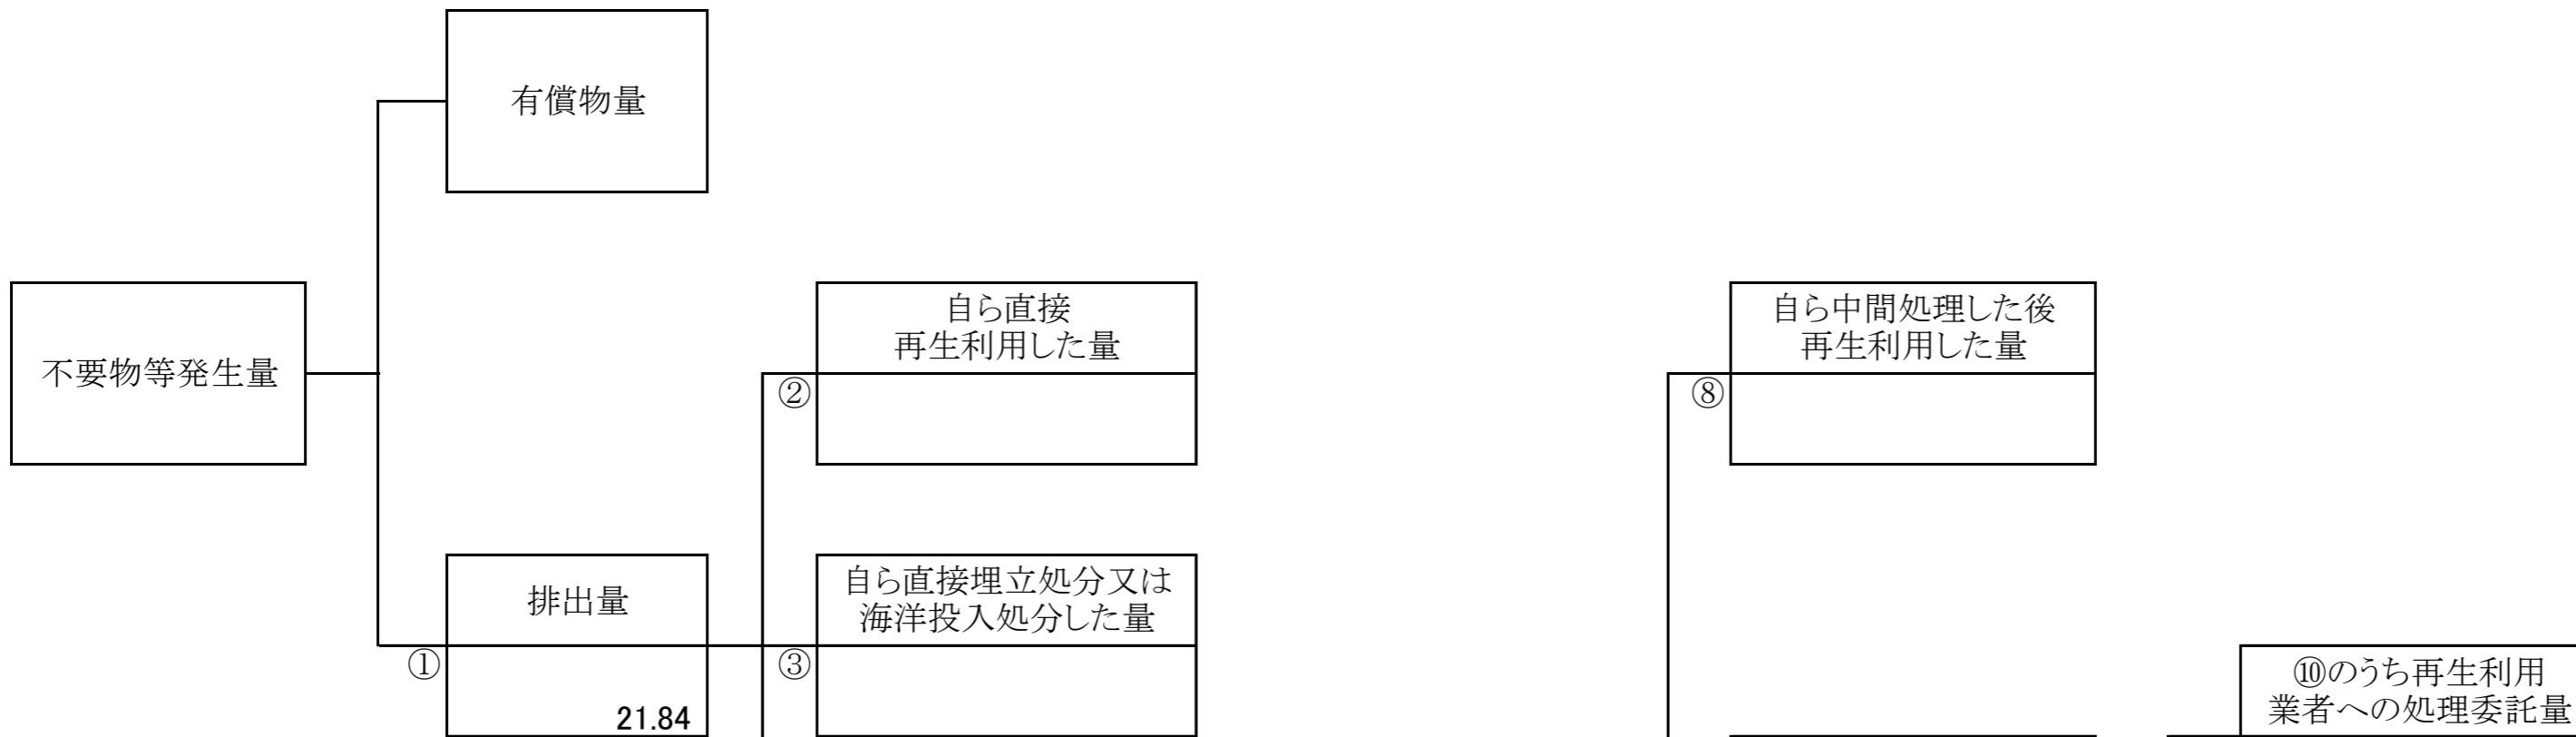 有償物量
不要物等発生量
自ら直接
再生利用した量
②
自ら中間処理した後
再生利用した量
⑧
排出量
①
21.84
自ら直接埋立処分又は
海洋投入処分した量
③
⑩のうち再生利用
業者への処理委託量